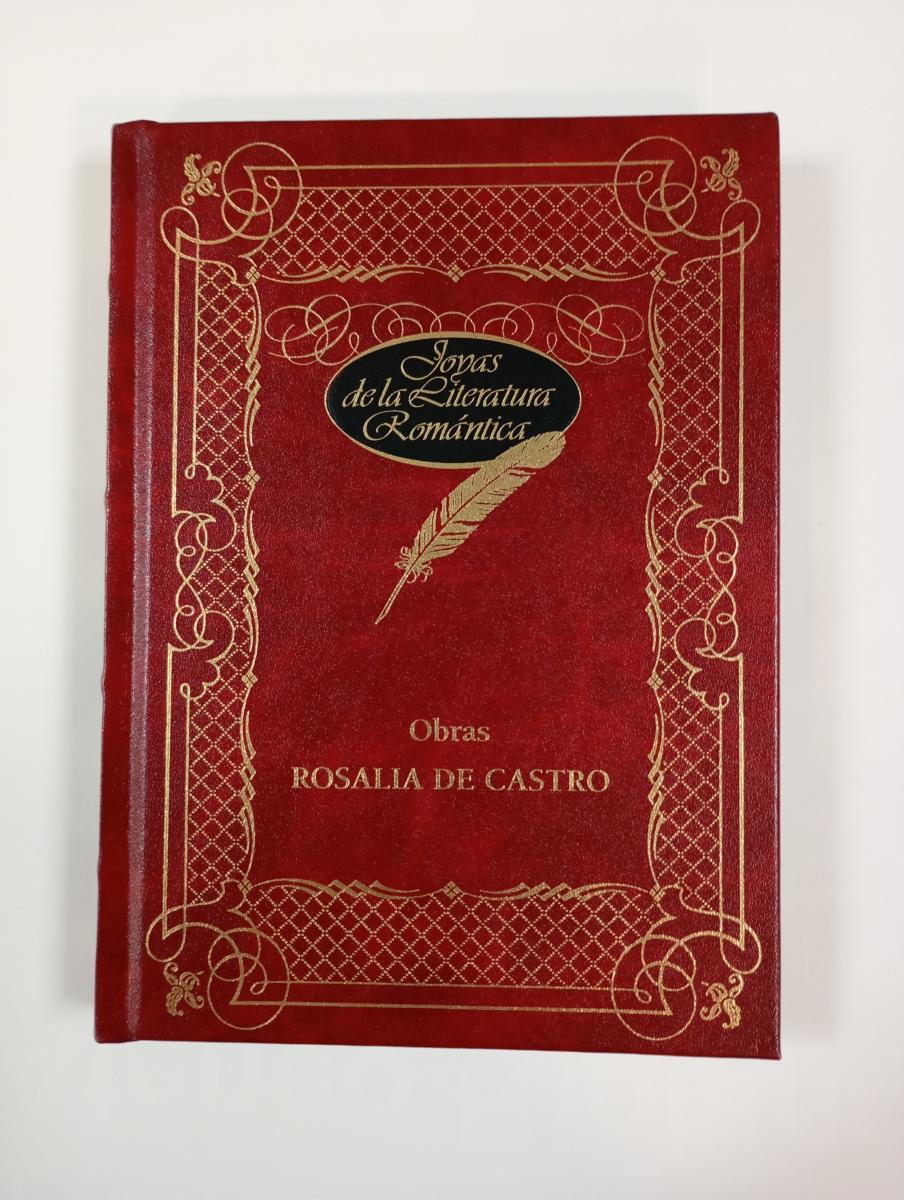 Joyas
de la Literatura
Romántica
Obras
ROSALIA DE CASTRO